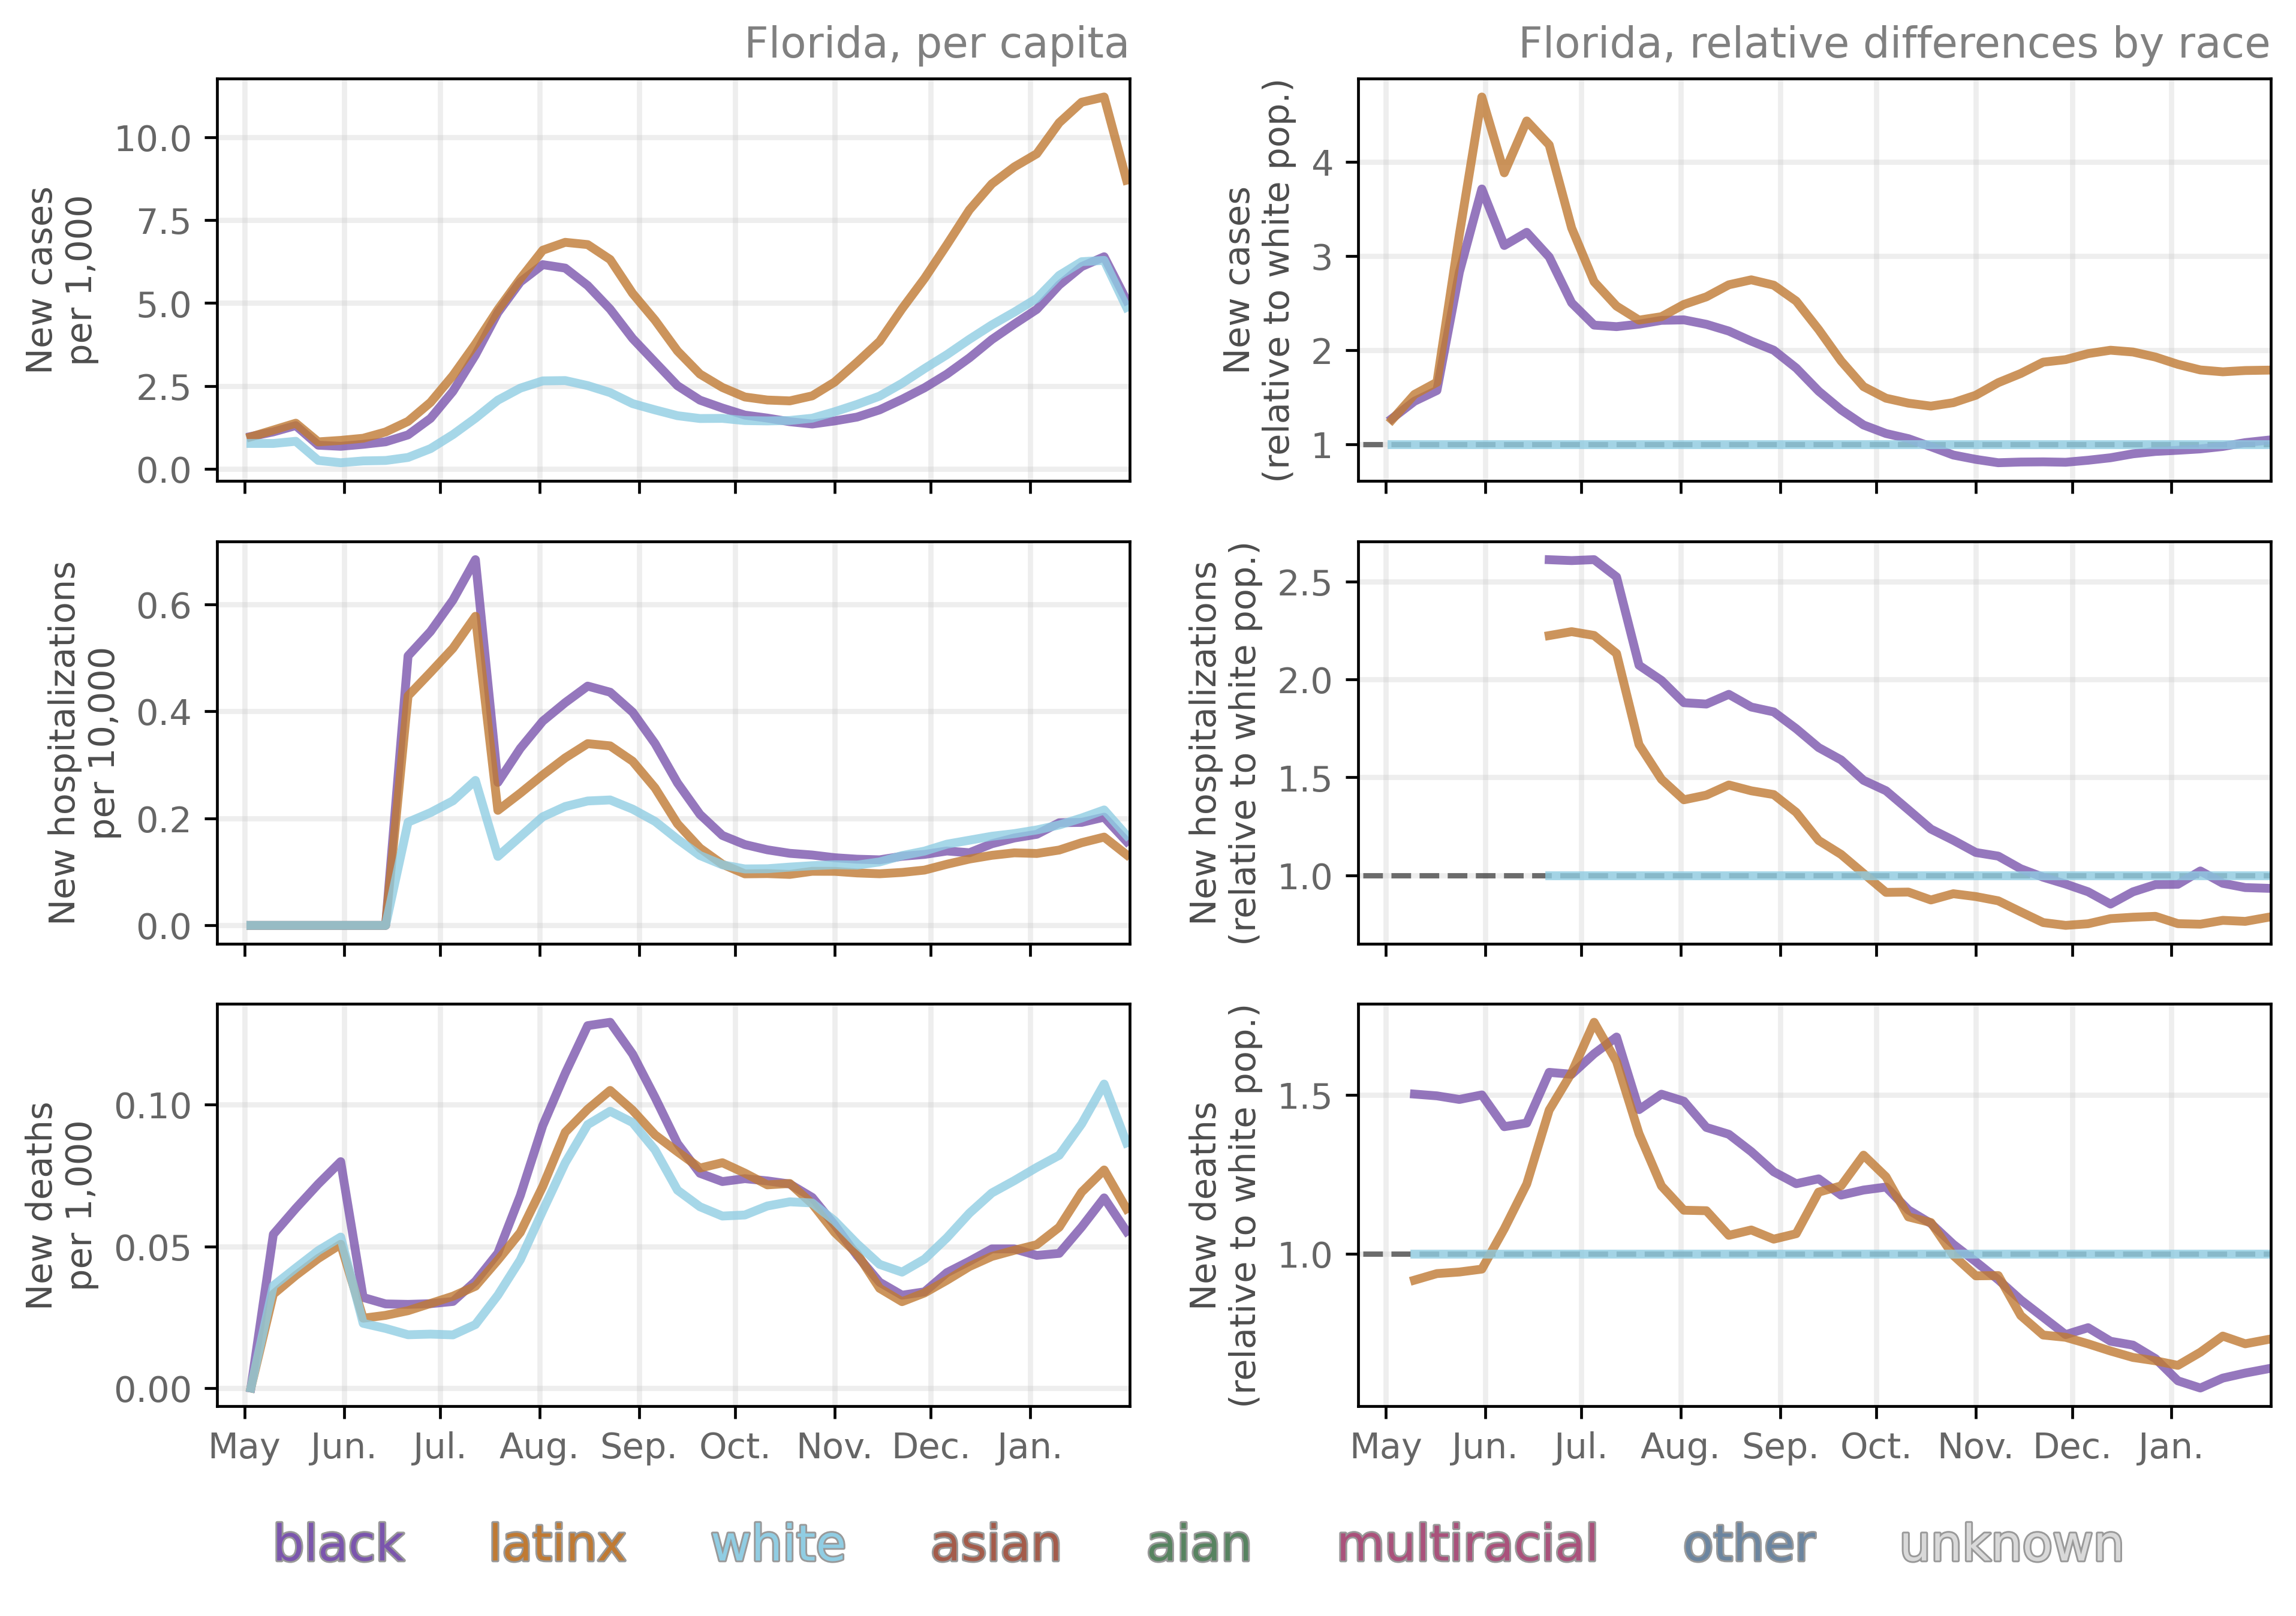 Florida, per capita
Florida, relative differences by race
New cases
per 1,000
10.0
7.5
5.0
2.5
0.0
New cases
(relative to white pop.)
4
3
2
1
New hospitalizations
per 10,000
0.6
0.4
0.2
0.0
New hospitalizations
(relative to white pop.)
2.5
2.0
1.5
1.0
New deaths
per 1,000
0.10
0.05
0.00
May Jun. Jul. Aug. Sep. Oct. Nov. Dec. Jan.
New deaths
(relative to white pop.)
1.5
1.0
May Jun. Jul. Aug. Sep. Oct. Nov. Dec. Jan.
black latinx white asian aian multiracial other unknown